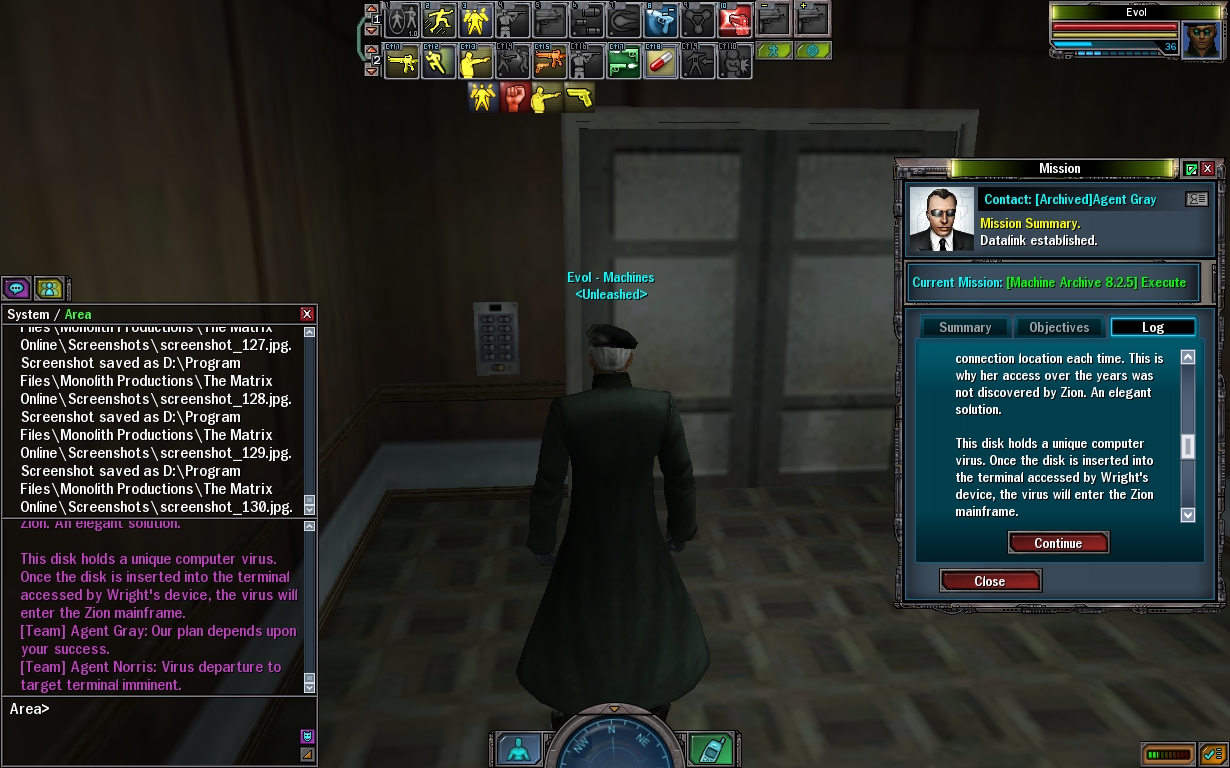 Evol
36
Evol - Machines
<Unleashed>
Mission
Contact: [Archived]Agent Gray
Mission Summary.
Datalink established.
Current Mission: [Machine Archive 8.2.5] Execute
Summary
Objectives
Log
connection location each time. This is
why her access over the years was
not discovered by Zion. An elegant
solution.
This disk holds a unique computer
virus. Once the disk is inserted into
the terminal accessed by Wright's
device, the virus will enter the Zion
mainframe.
Continue
Close
System / Area
Files\Monolith Productions\The Matrix
Online\Screenshots\screenshot_127.jpg.
Screenshot saved as D:\Program
Files\Monolith Productions\The Matrix
Online\Screenshots\screenshot_128.jpg.
Screenshot saved as D:\Program
Files\Monolith Productions\The Matrix
Online\Screenshots\screenshot_129.jpg.
Screenshot saved as D:\Program
Files\Monolith Productions\The Matrix
Online\Screenshots\screenshot_130.jpg.
Zion. An elegant solution.
This disk holds a unique computer virus.
Once the disk is inserted into the terminal
accessed by Wright's device, the virus will
enter the Zion mainframe.
[Team] Agent Gray: Our plan depends upon
your success.
[Team] Agent Norris: Virus departure to
target terminal imminent.
Area>
NW N NE